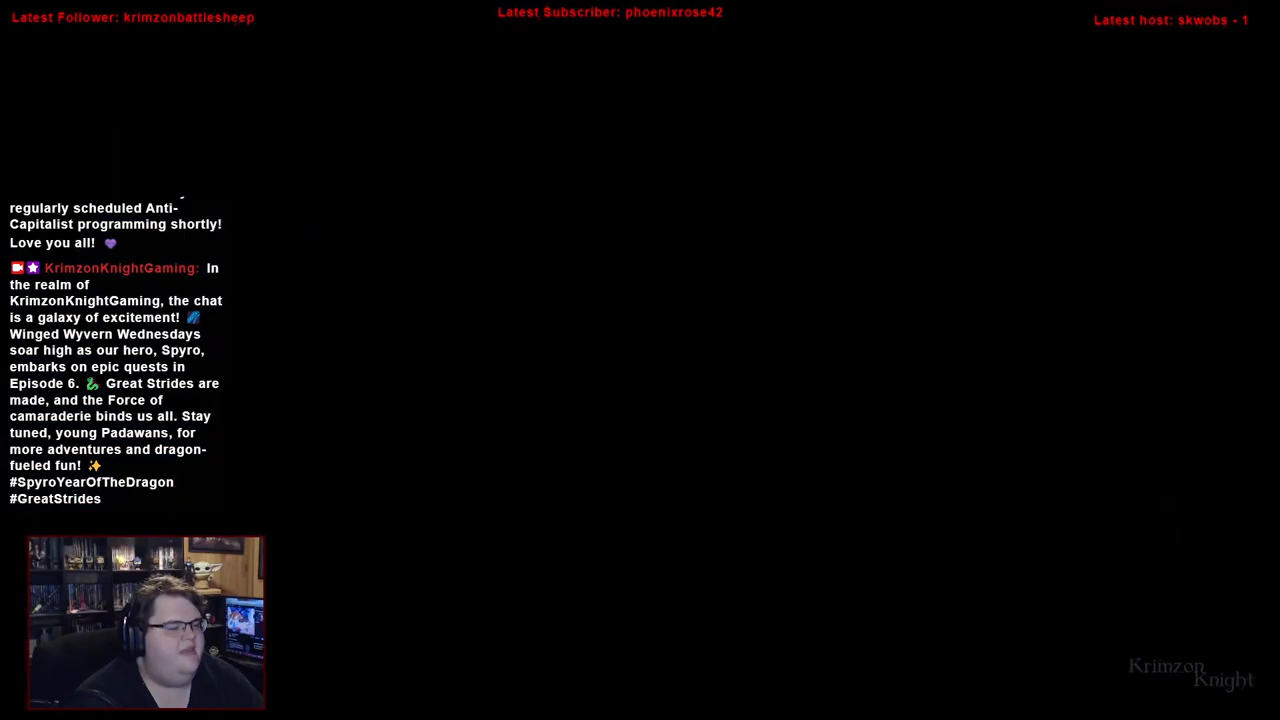 Latest Follower: krimzonbattlesheep
Latest Subscriber: phoenixrose42
Latest host: skwobs - 1
regularly scheduled Anti-
Capitalist programming shortly!
Love you all! 💜
KrimzonKnightGaming: In
the realm of
KrimzonKnightGaming, the chat
is a galaxy of excitement! 🌌
Winged Wyvern Wednesdays
soar high as our hero, Spyro,
embarks on epic quests in
Episode 6. 🐉 Great Strides are
made, and the Force of
camaraderie binds us all. Stay
tuned, young Padawans, for
more adventures and dragon-
fueled fun! ✨
#SpyroYearOfTheDragon
#GreatStrides
Krimzon
Knight